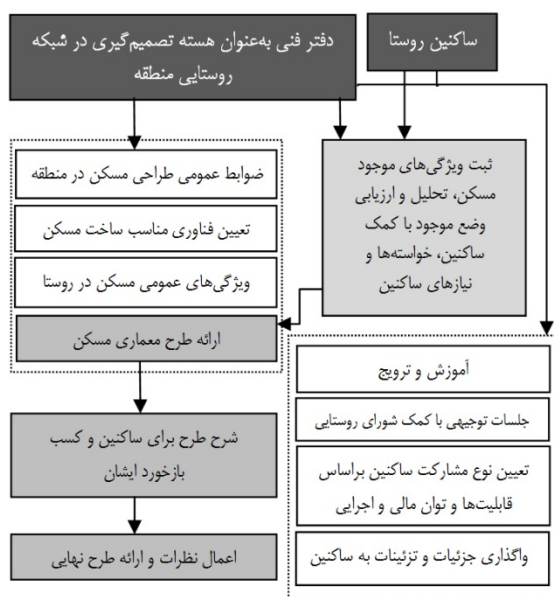 ساکنین روستا
دفتر فنی به‌عنوان هسته تصمیم‌گیری در شبکه
روستایی منطقه
ثبت ویژگی‌های موجود
مسکن، تحلیل و ارزیابی
وضع موجود با کمک
ساکنین، خواسته‌ها و
نیازهای ساکنین
ضوابط عمومی طراحی مسکن در منطقه
تعیین فناوری مناسب ساخت مسکن
ویژگی‌های عمومی مسکن در روستا
ارائه طرح معماری مسکن
شرح طرح برای ساکنین و کسب
بازخورد ایشان
اعمال نظرات و ارائه طرح نهایی
آموزش و ترویج
جلسات توجیهی با کمک شورای روستایی
تعیین نوع مشارکت ساکنین براساس
قابلیت‌ها و توان مالی و اجرایی
واگذاری جزئیات و تزئینات به ساکنین